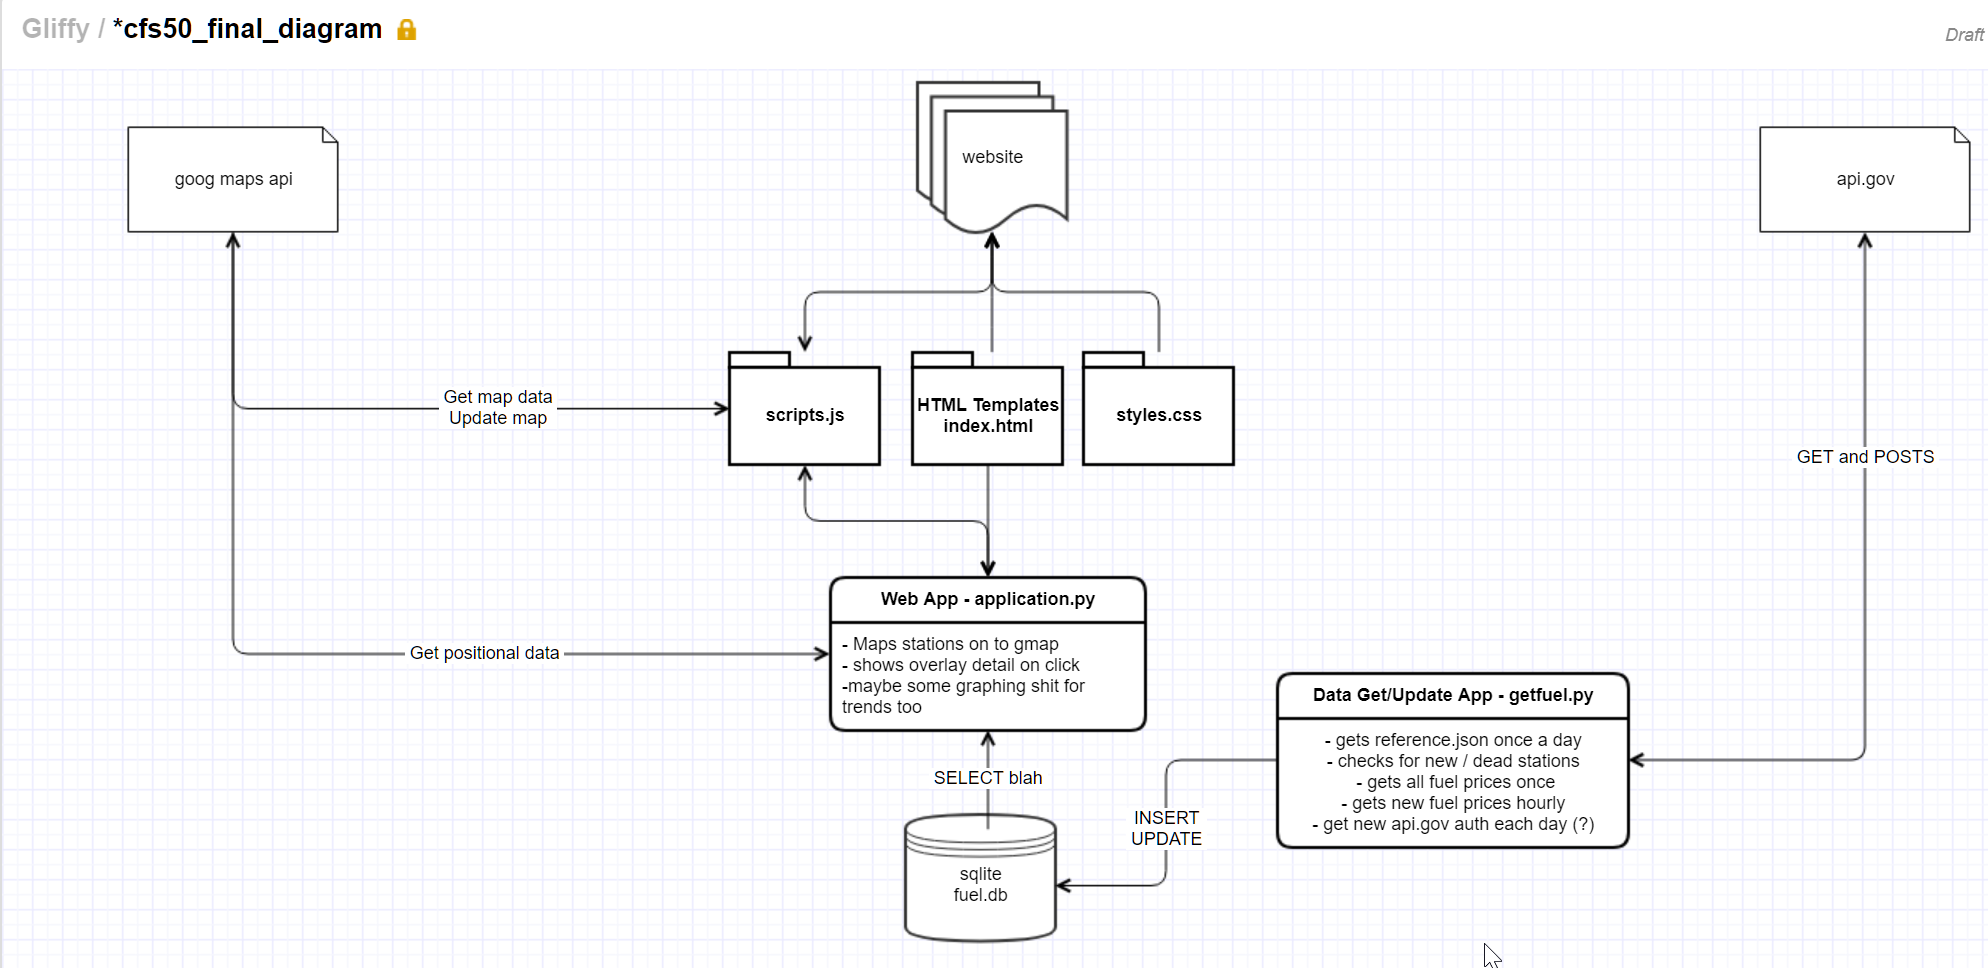 Gliffy / *cfs50_final_diagram
Draft
website
goog maps api
api.gov
Get map data
Update map
scripts.js
HTML Templates
index.html
styles.css
GET and POSTS
Web App - application.py
- Maps stations on to gmap
- shows overlay detail on click
-maybe some graphing shit for
trends too
Get positional data
Data Get/Update App - getfuel.py
- gets reference.json once a day
- checks for new / dead stations
- gets all fuel prices once
- gets new fuel prices hourly
- get new api.gov auth each day (?)
SELECT blah
INSERT
UPDATE
sqlite
fuel.db